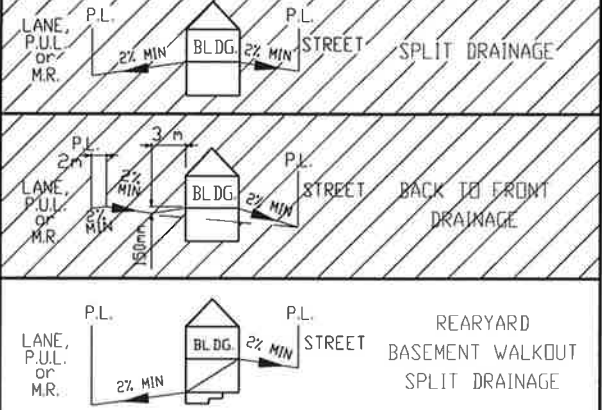 P.L.
P.L.
LANE,
P.U.L.
or
M.R.
2% MIN
BLDG.
2% MIN
STREET
SPLIT DRAINAGE
P.L.
2m
3 m
P.L.
LANE,
P.U.L.
or
M.R.
2%
MIN
2%
MIN
150mm
BLDG.
2% MIN
STREET
BACK TO FRONT
DRAINAGE
P.L.
P.L.
LANE,
P.U.L.
or
M.R.
2% MIN
BLDG.
2% MIN
STREET
REARYARD
BASEMENT WALKOUT
SPLIT DRAINAGE